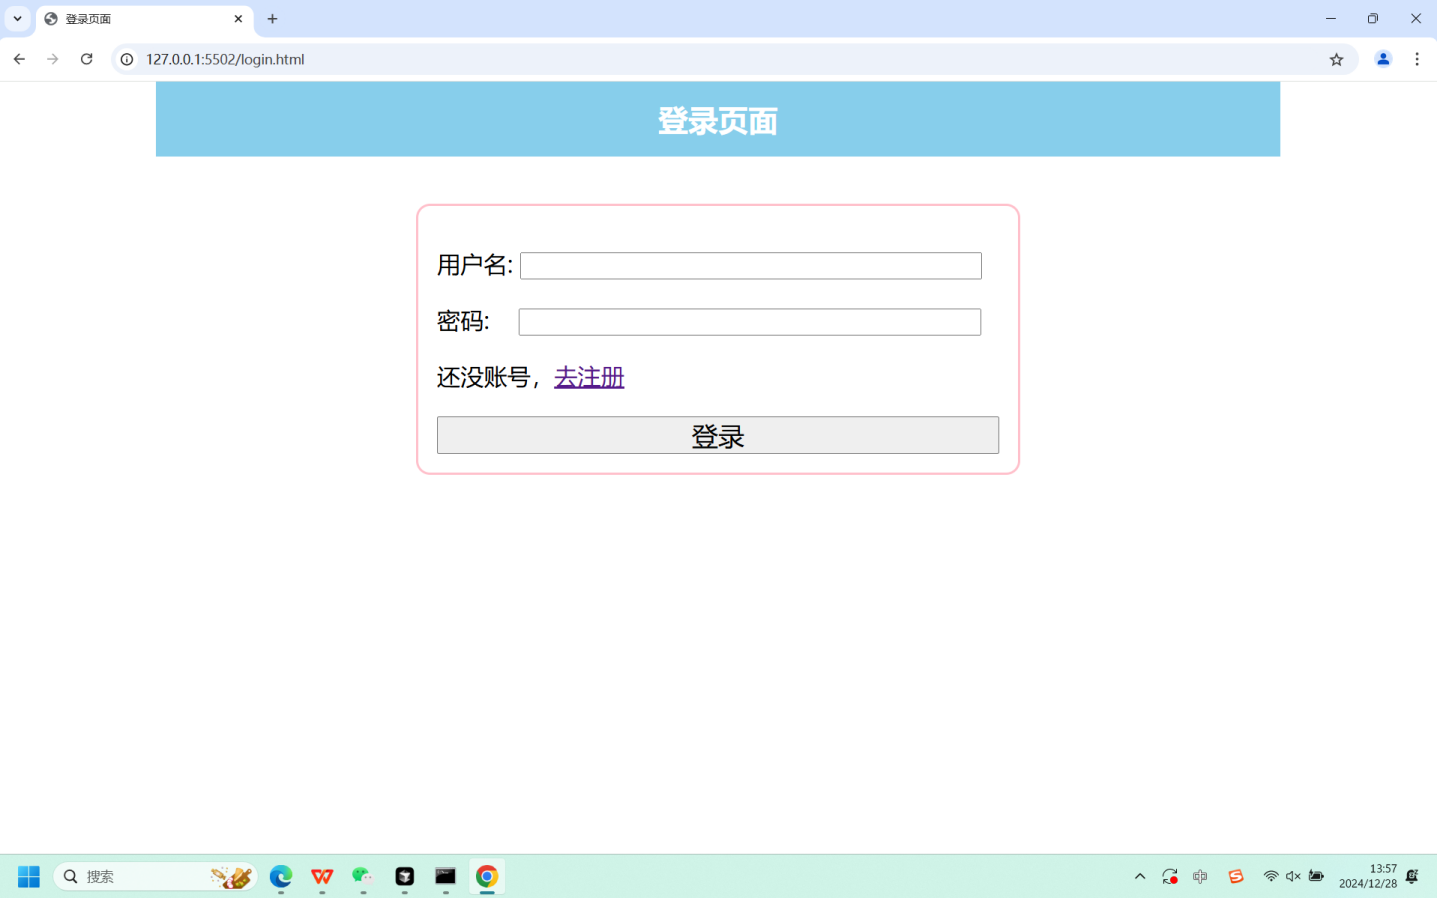 登录页面
127.0.0.1:5502/login.html
登录页面
用户名:
密码:
还没账号，去注册
登录
搜索
中
13:57
2024/12/28